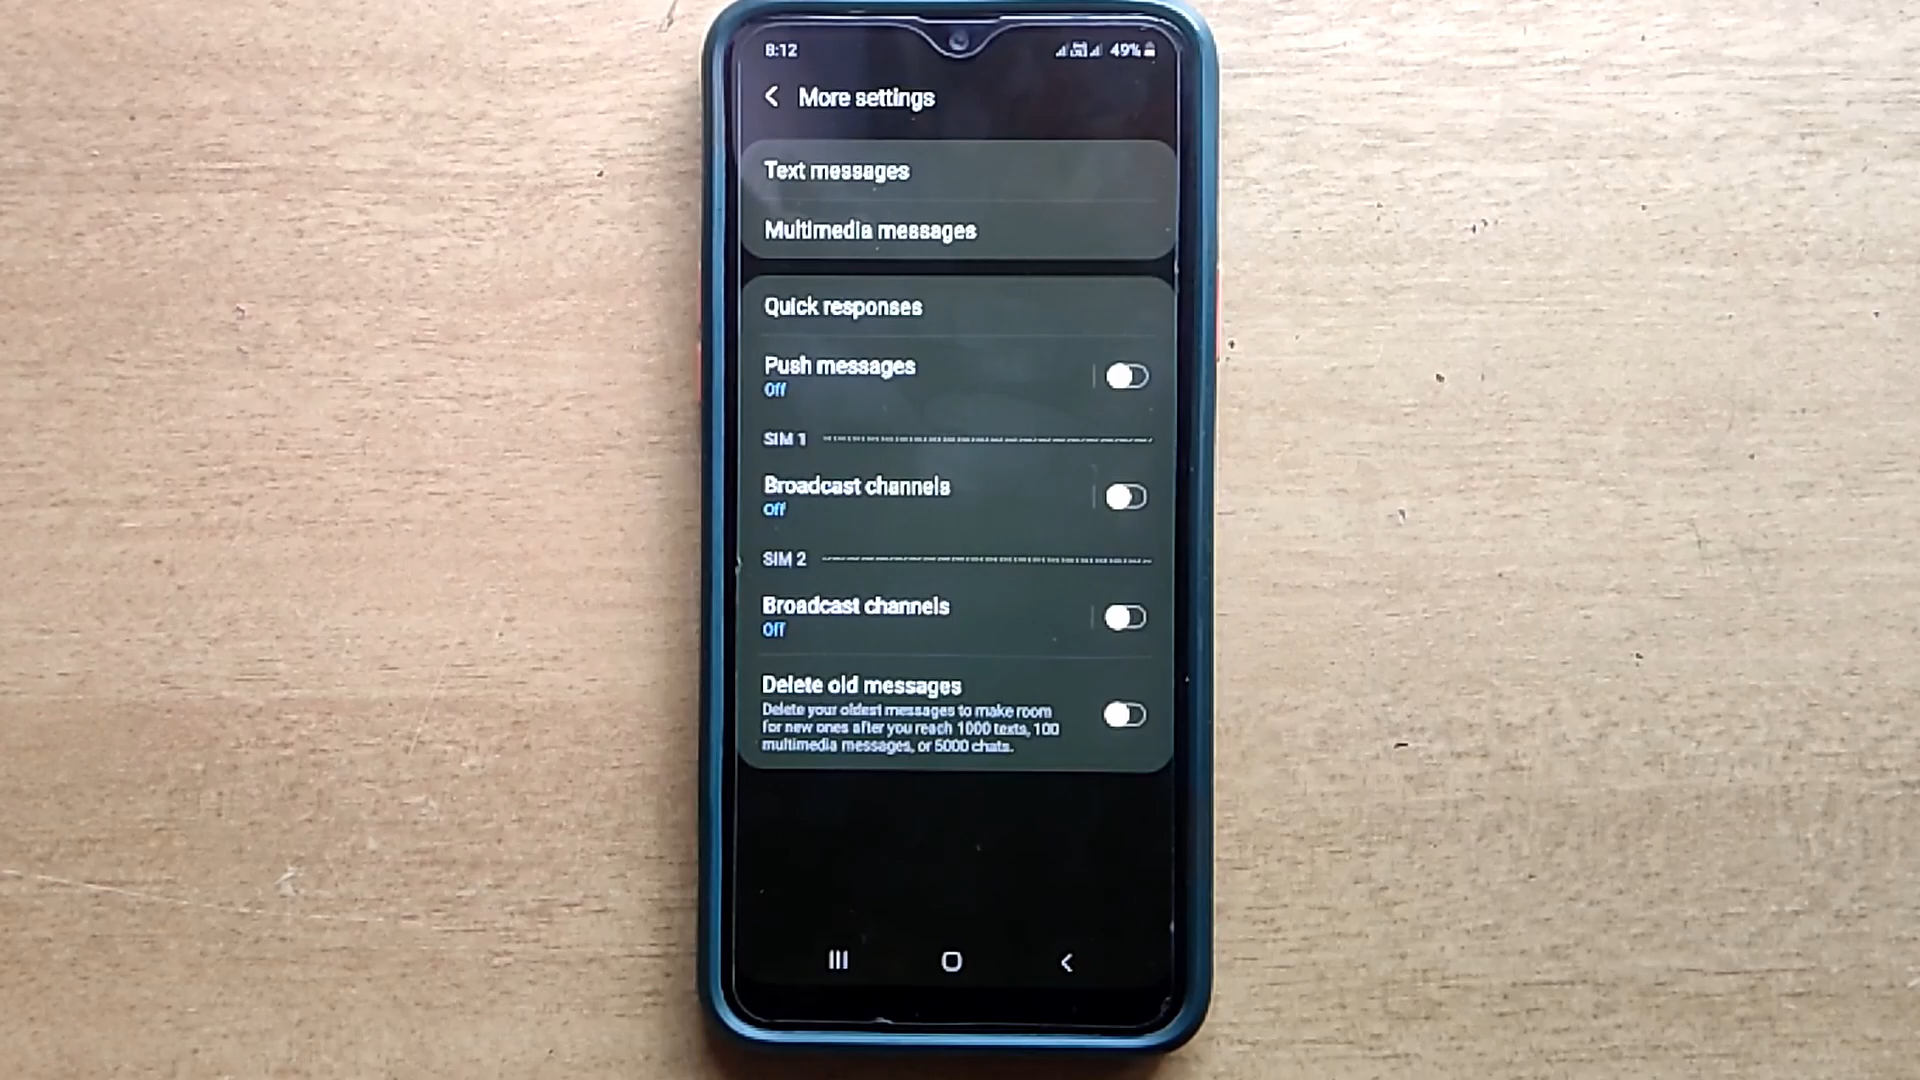 8:12
49%
More settings
Text messages
Multimedia messages
Quick responses
Push messages
Off
SIM 1
Broadcast channels
Off
SIM 2
Broadcast channels
Off
Delete old messages
Delete your oldest messages to make room
for new ones after you reach 1000 texts, 100
multimedia messages, or 5000 chats.